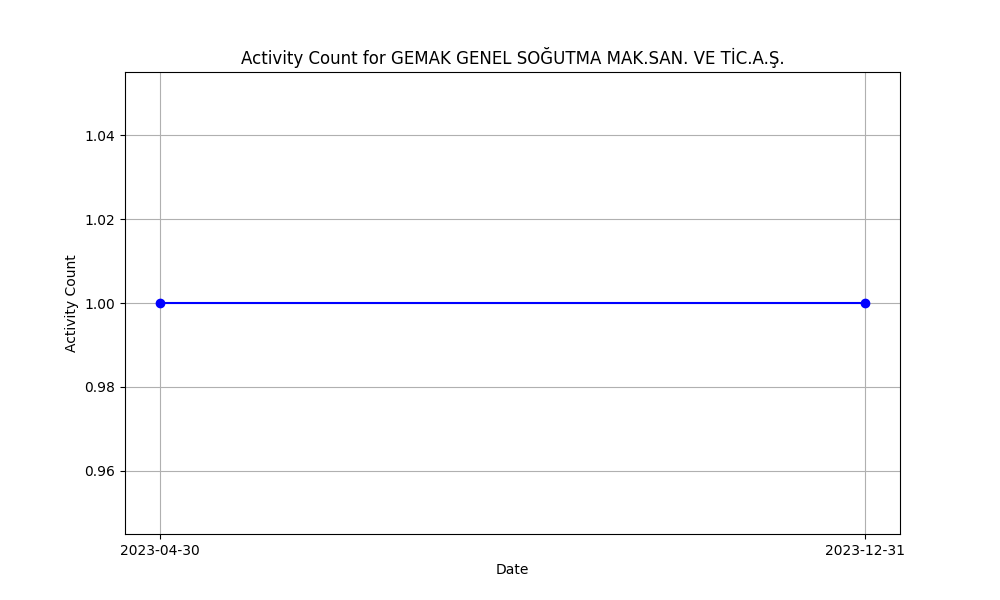 Activity Count for GEMAK GENEL SOĞUTMA MAK.SAN. VE TİC.A.Ş.
1.04
1.02
1.00
0.98
0.96
Activity Count
2023-04-30
2023-12-31
Date